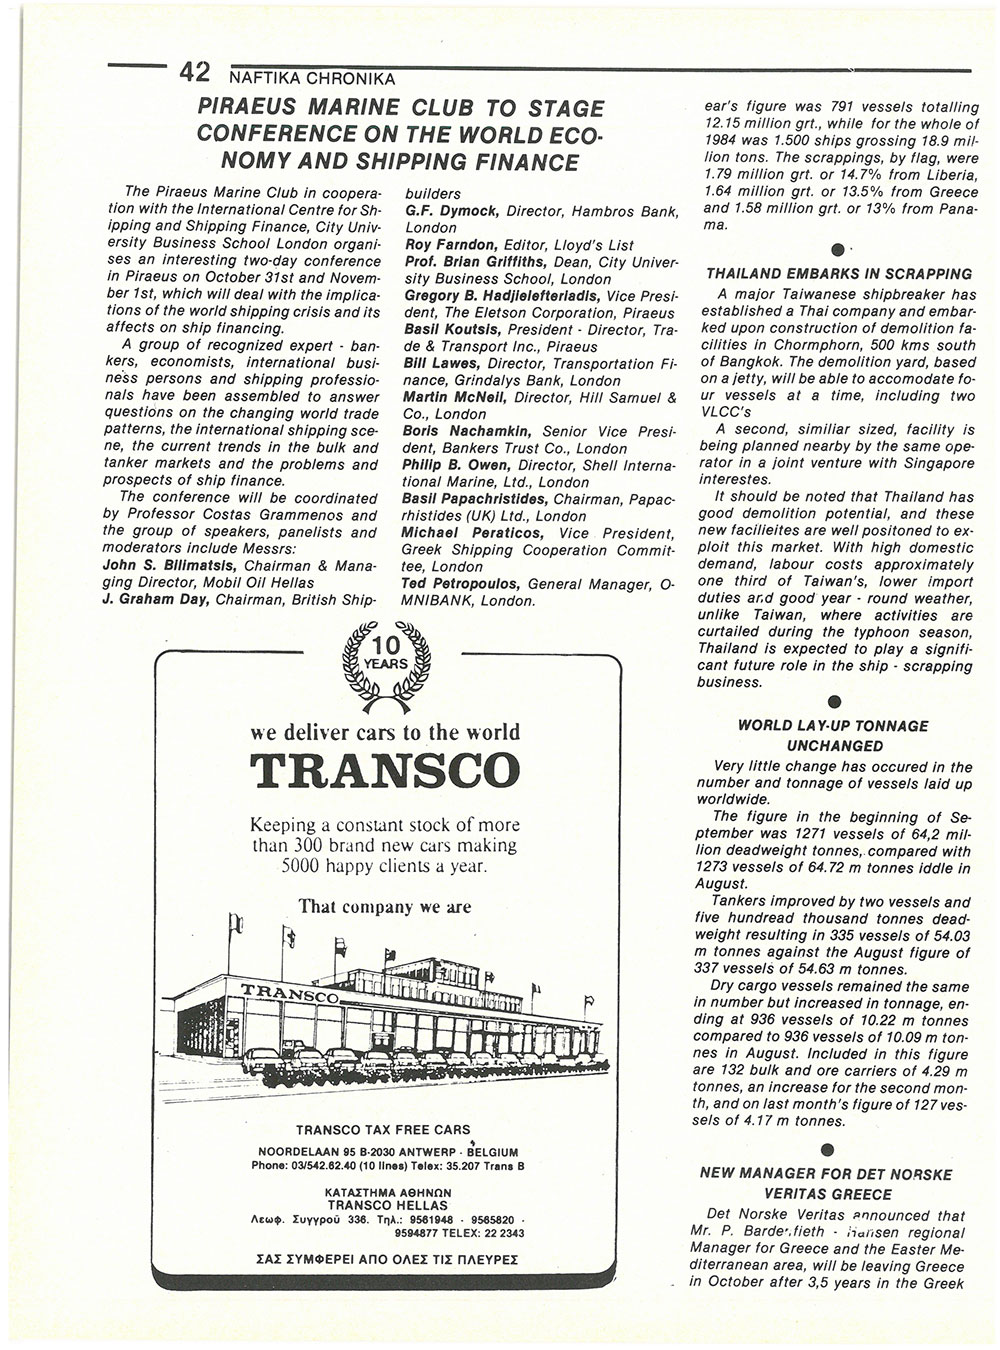 42 NAFTIKA CHRONIKA
PIRAEUS MARINE CLUB TO STAGE
CONFERENCE ON THE WORLD ECO-
NOMY AND SHIPPING FINANCE
The Piraeus Marine Club in coopera-
tion with the International Centre for Sh-
ipping and Shipping Finance, City Univ-
ersity Business School London organi-
ses an interesting two-day conference
in Piraeus on October 31st and Novem-
ber 1st, which will deal with the implica-
tions of the world shipping crisis and its
affects on ship financing.
A group of recognized expert - ban-
kers, economists, international busi-
ness persons and shipping professio-
nals have been assembled to answer
questions on the changing world trade
patterns, the international shipping sce-
ne, the current trends in the bulk and
tanker markets and the problems and
prospects of ship finance.
The conference will be coordinated
by Professor Costas Grammenos and
the group of speakers, panelists and
moderators include Messrs:
John S. Bilimatsis, Chairman & Mana-
ging Director, Mobil Oil Hellas
J. Graham Day, Chairman, British Ship-
builders
G.F. Dymock, Director, Hambros Bank,
London
Roy Farndon, Editor, Lloyd's List
Prof. Brian Griffiths, Dean, City Univer-
sity Business School, London
Gregory B. Hadjielefteriadis, Vice Presi-
dent, The Eletson Corporation, Piraeus
Basil Koutsis, President - Director, Tra-
de & Transport Inc., Piraeus
Bill Lawes, Director, Transportation Fi-
nance, Grindalys Bank, London
Martin McNeil, Director, Hill Samuel &
Co., London
Boris Nachamkin, Senior Vice Presi-
dent, Bankers Trust Co., London
Philip B. Owen, Director, Shell Interna-
tional Marine, Ltd., London
Basil Papachristides, Chairman, Papac-
rhistides (UK) Ltd., London
Michael Peraticos, Vice President,
Greek Shipping Cooperation Commit-
tee, London
Ted Petropoulos, General Manager, O-
MNIBANK, London.
10
YEARS
we deliver cars to the world
TRANSCO
Keeping a constant stock of more
than 300 brand new cars making
5000 happy clients a year.
That company we are
TRANSCO
TRANSCO TAX FREE CARS
NOORDELAAN 95 B-2030 ANTWERP - BELGIUM
Phone: 03/542.62.40 (10 lines) Telex: 35.207 Trans B
ΚΑΤΑΣΤΗΜΑ ΑΘΗΝΩΝ
TRANSCO HELLAS
Λεωφ. Συγγρού 336. Τηλ.: 9561948 - 9565820 -
9594877 TELEX: 22 2343
ΣΑΣ ΣΥΜΦΕΡΕΙ ΑΠΟ ΟΛΕΣ ΤΙΣ ΠΛΕΥΡΕΣ
ear's figure was 791 vessels totalling
12.15 million grt., while for the whole of
1984 was 1.500 ships grossing 18.9 mil-
lion tons. The scrappings, by flag, were
1.79 million grt. or 14.7% from Liberia,
1.64 million grt. or 13.5% from Greece
and 1.58 million grt. or 13% from Pana-
ma.
THAILAND EMBARKS IN SCRAPPING
A major Taiwanese shipbreaker has
established a Thai company and embar-
ked upon construction of demolition fa-
cilities in Chormphorn, 500 kms south
of Bangkok. The demolition yard, based
on a jetty, will be able to accomodate fo-
ur vessels at a time, including two
VLCC's
A second, similiar sized, facility is
being planned nearby by the same ope-
rator in a joint venture with Singapore
interestes.
It should be noted that Thailand has
good demolition potential, and these
new facilieites are well positoned to ex-
ploit this market. With high domestic
demand, labour costs approximately
one third of Taiwan's, lower import
duties and good year - round weather,
unlike Taiwan, where activities are
curtailed during the typhoon season,
Thailand is expected to play a signifi-
cant future role in the ship - scrapping
business.
WORLD LAY-UP TONNAGE
UNCHANGED
Very little change has occured in the
number and tonnage of vessels laid up
worldwide.
The figure in the beginning of Se-
ptember was 1271 vessels of 64,2 mil-
lion deadweight tonnes, compared with
1273 vessels of 64.72 m tonnes iddle in
August.
Tankers improved by two vessels and
five hundread thousand tonnes dead-
weight resulting in 335 vessels of 54.03
m tonnes against the August figure of
337 vessels of 54.63 m tonnes.
Dry cargo vessels remained the same
in number but increased in tonnage, en-
ding at 936 vessels of 10.22 m tonnes
compared to 936 vessels of 10.09 m ton-
nes in August. Included in this figure
are 132 bulk and ore carriers of 4.29 m
tonnes, an increase for the second mon-
th, and on last month's figure of 127 ves-
sels of 4.17 m tonnes.
NEW MANAGER FOR DET NORSKE
VERITAS GREECE
Det Norske Veritas announced that
Mr. P. - Hansen regional
Manager for Greece and the Easter Me-
diterranean area, will be leaving Greece
in October after 3,5 years in the Greek